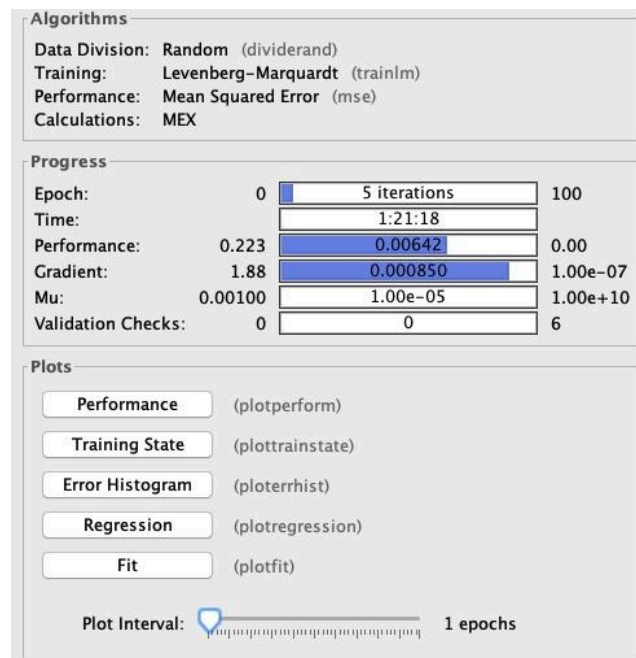 Algorithms
Data Division: Random (dividerand)
Training: Levenberg-Marquardt (trainlm)
Performance: Mean Squared Error (mse)
Calculations: MEX
Progress
Epoch: 0 5 iterations 100
Time: 1:21:18
Performance: 0.223 0.00642 0.00
Gradient: 1.88 0.000850 1.00e-07
Mu: 0.00100 1.00e-05 1.00e+10
Validation Checks: 0 0 6
Plots
Performance (plotperform)
Training State (plottrainstate)
Error Histogram (ploterrhist)
Regression (plotregression)
Fit (plotfit)
Plot Interval: 1 epochs